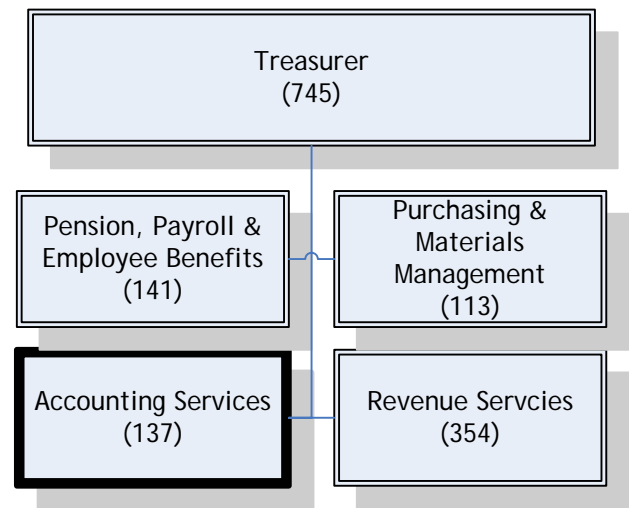 Treasurer
(745)
Pension, Payroll &
Employee Benefits
(141)
Purchasing &
Materials
Management
(113)
Accounting Services
(137)
Revenue Servcies
(354)